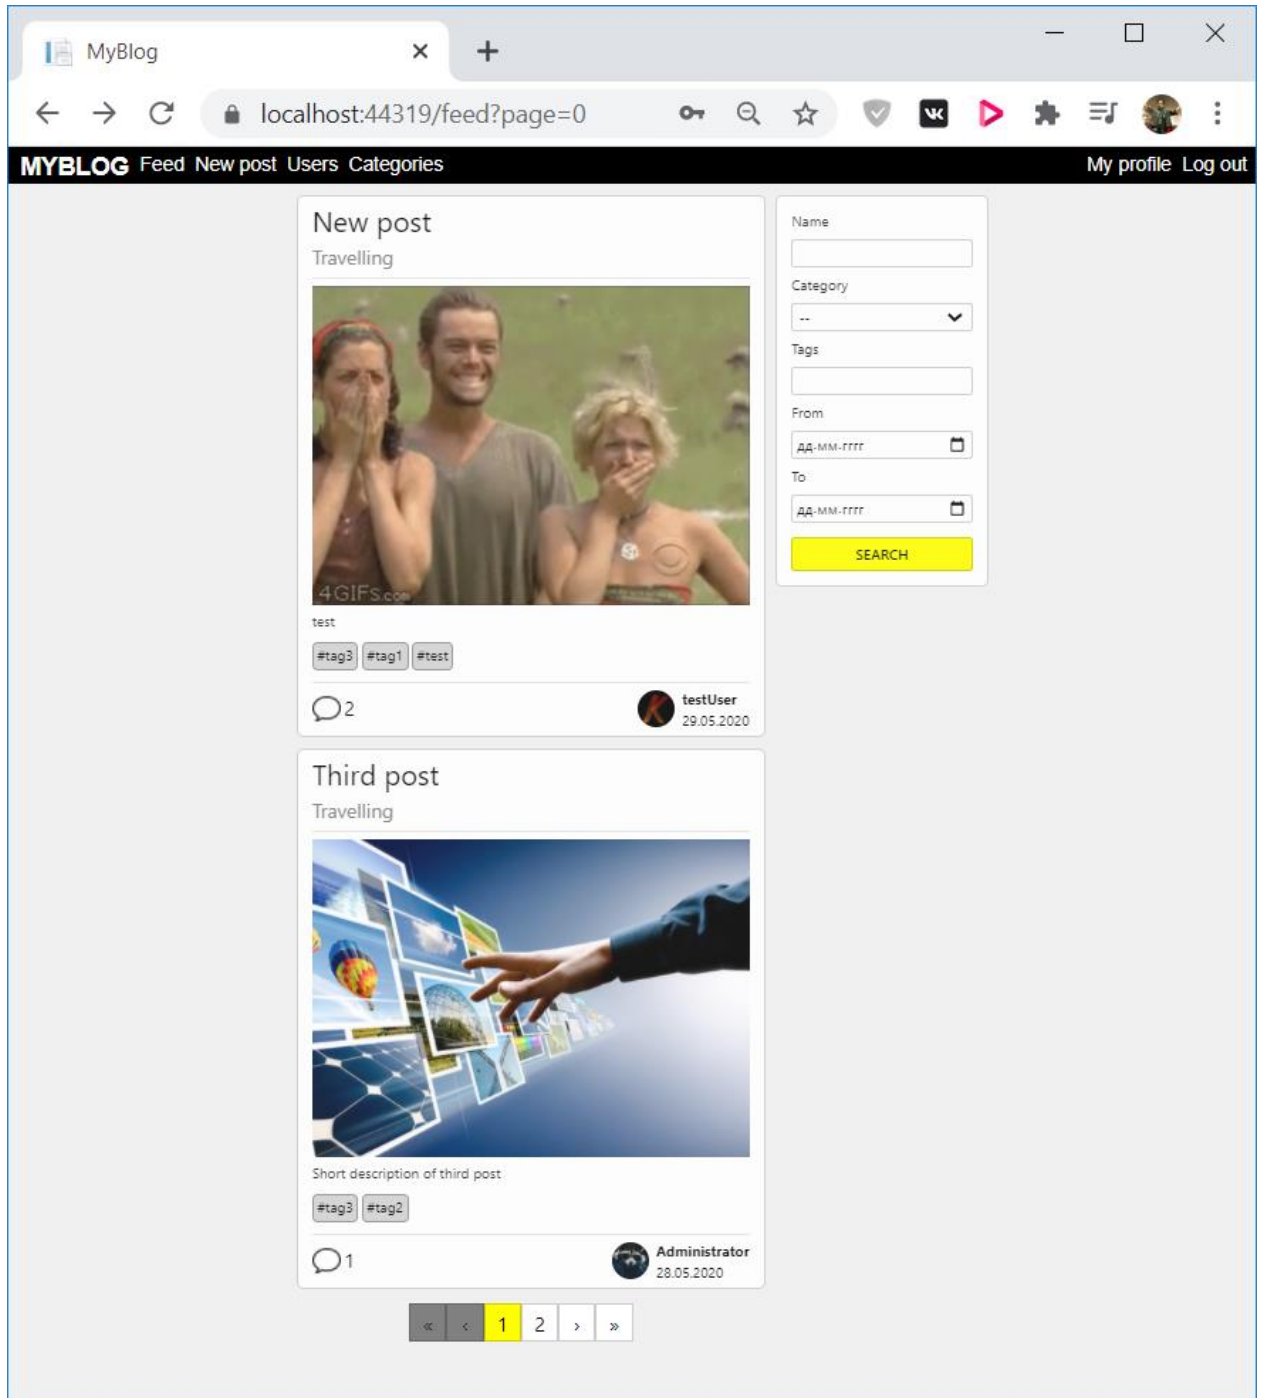 MyBlog
localhost:44319/feed?page=0
MYBLOG Feed New post Users Categories My profile Log out
New post
Travelling
4GIFs.com
test
#tag3 #tag1 #test
2
testUser
29.05.2020
Third post
Travelling
Short description of third post
#tag3 #tag2
1
Administrator
28.05.2020
« ‹ 1 2 › »
Name
Category
--
Tags
From
дд-мм-гггг
To
дд-мм-гггг
SEARCH